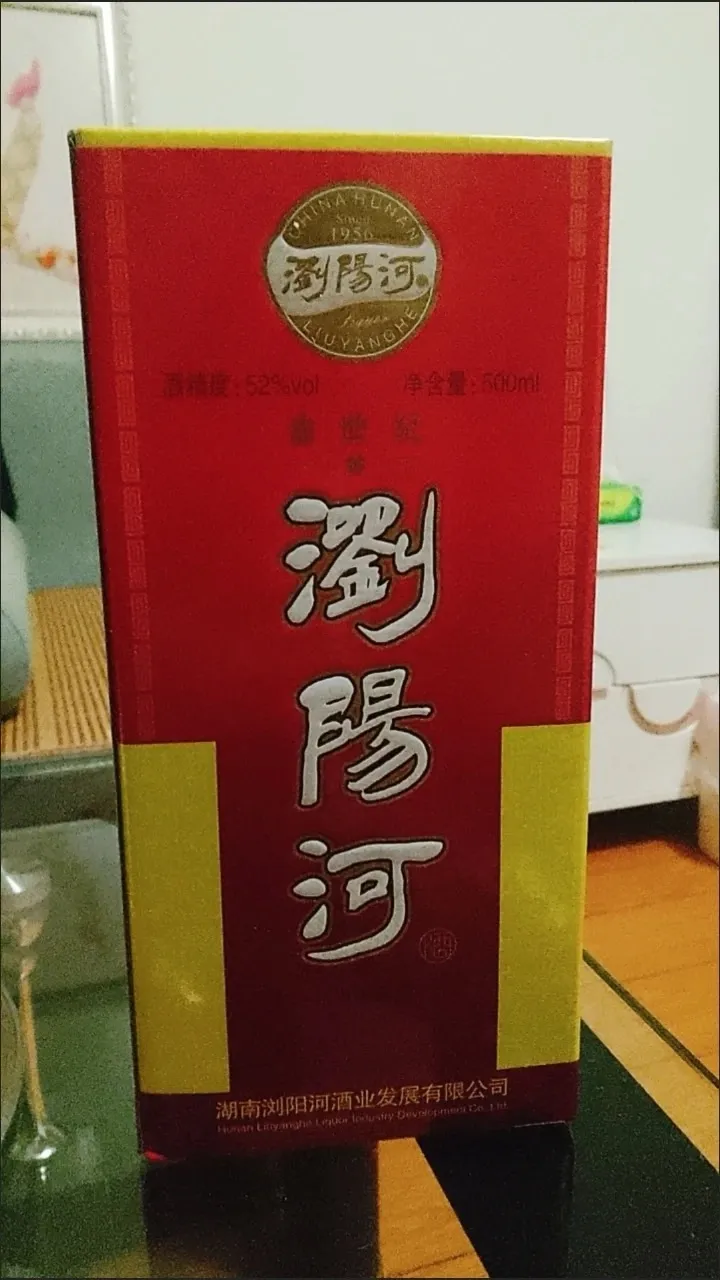 CHINA HUNAN
Since
1956
瀏陽河
LIUYANGHE
酒精度:52%vol 净含量:500ml
世纪
瀏陽河
湖南浏阳河酒业发展有限公司
Hunan Liuyanghe Liquor Industry Development Co.,Ltd.